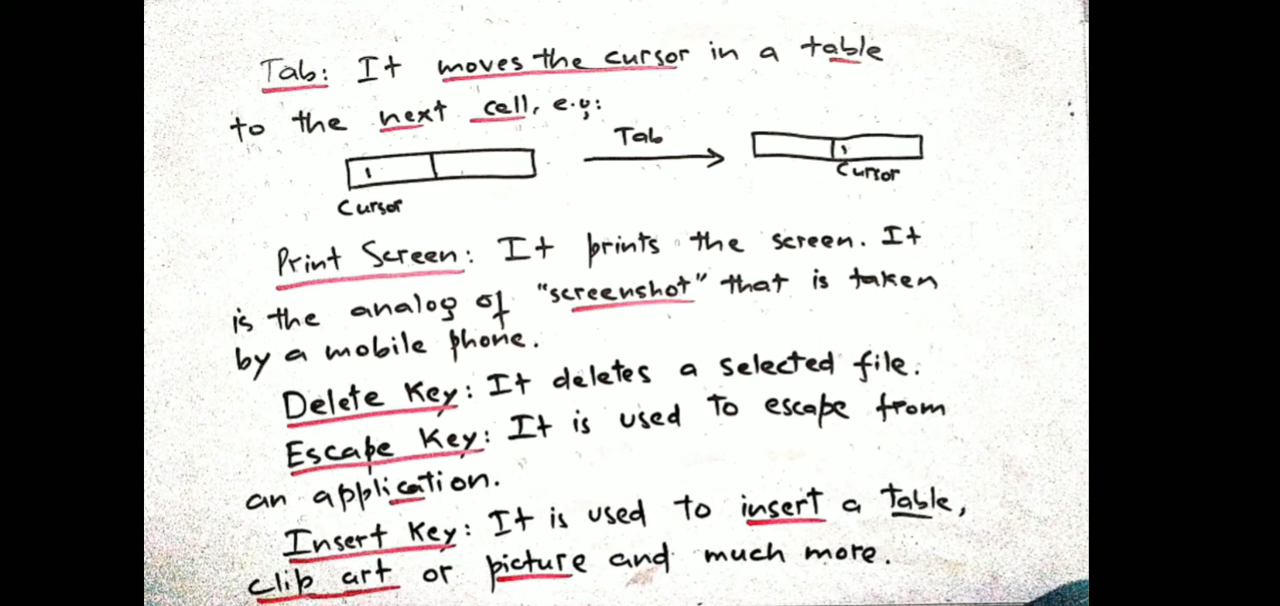 Tab: It moves the cursor in a table
to the next cell, e.g:
Tab
Cursor
Cursor
Print Screen: It prints the screen. It
is the analog of "screenshot" that is taken
by a mobile phone.
Delete Key: It deletes a selected file.
Escape Key: It is used to escape from
an application.
Insert Key: It is used to insert a table,
clip art or picture and much more.